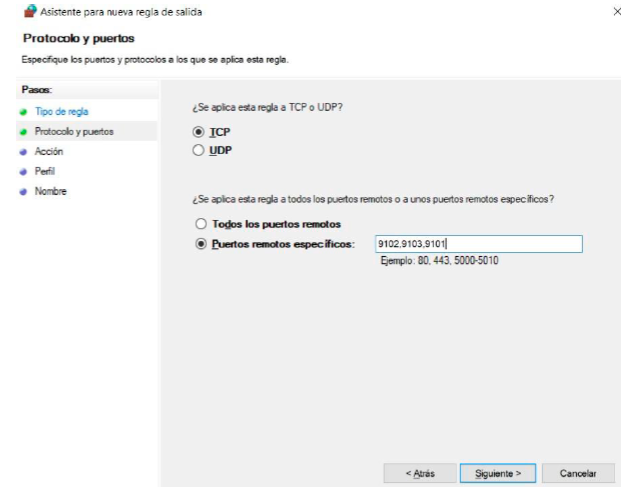 Asistente para nueva regla de salida
Protocolo y puertos
Especifique los puertos y protocolos a los que se aplica esta regla.
Pasos:
Tipo de regla
Protocolo y puertos
Acción
Perfil
Nombre
¿Se aplica esta regla a TCP o UDP?
TCP
UDP
¿Se aplica esta regla a todos los puertos remotos o a unos puertos remotos específicos?
Todos los puertos remotos
Puertos remotos específicos: 9102,9103,9101
Ejemplo: 80, 443, 5000-5010
< Atrás Siguiente > Cancelar